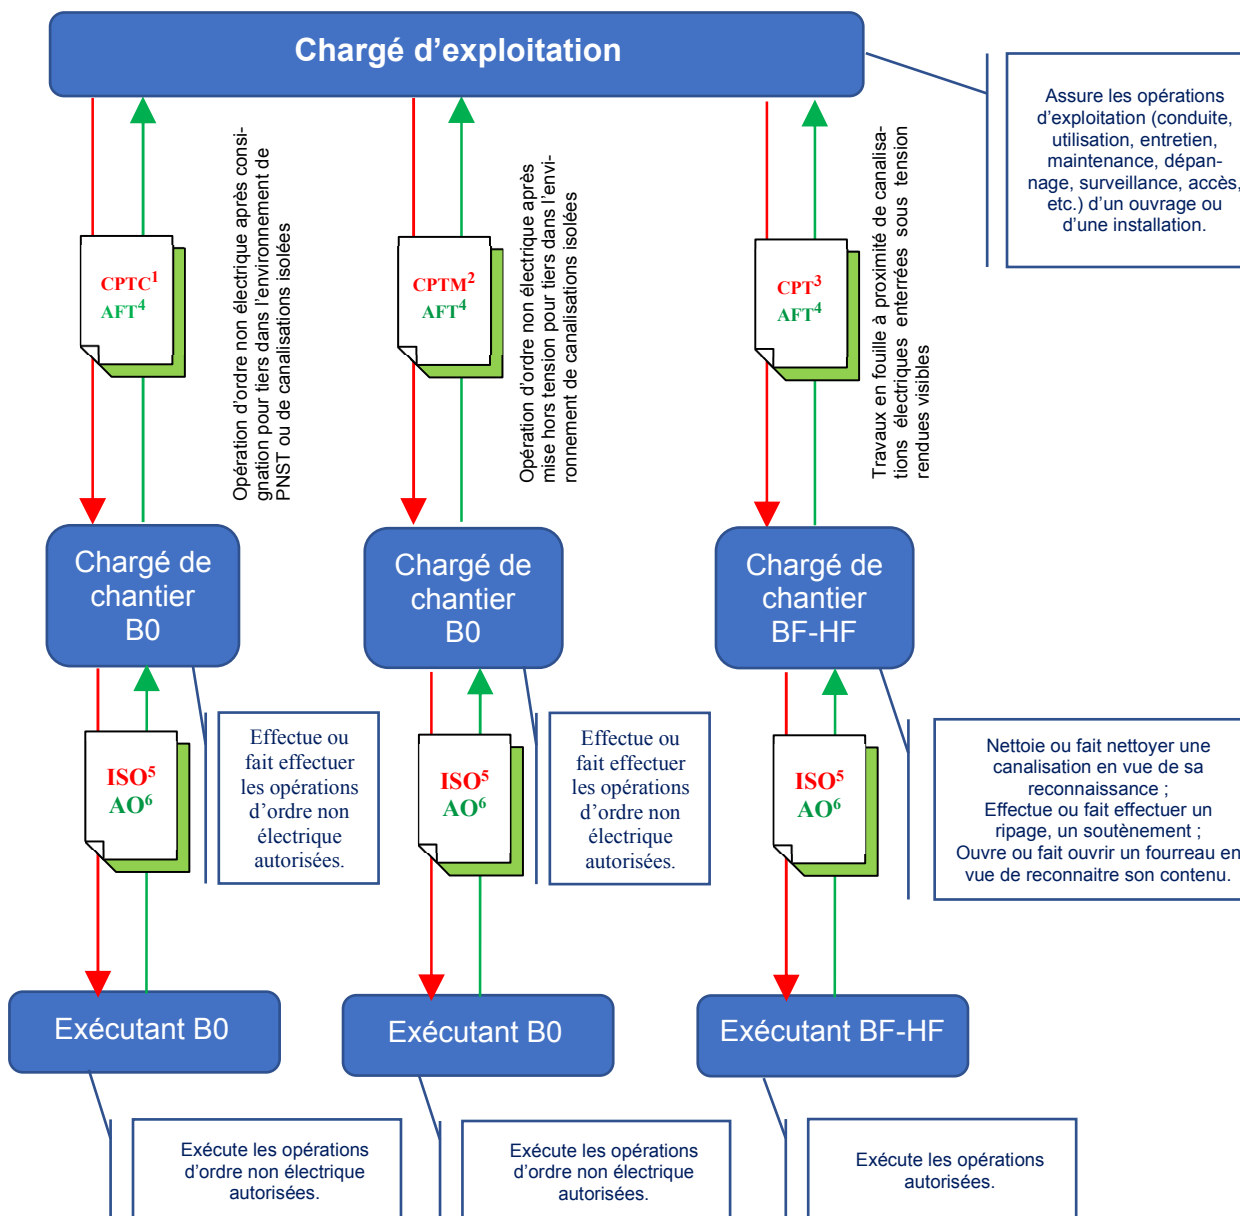 Chargé d'exploitation
Assure les opérations
d'exploitation (conduite,
utilisation, entretien,
maintenance, dépan-
nage, surveillance, accès,
etc.) d'un ouvrage ou
d'une installation.
CPTC1
AFT4
Opération d'ordre non électrique après consi-
gnation pour tiers dans l'environnement de
PNST ou de canalisations isolées
CPTM2
AFT4
Opération d'ordre non électrique après
mise hors tension pour tiers dans l'envi-
ronnement de canalisations isolées
CPT3
AFT4
Travaux en fouille à proximité de canalisa-
tions électriques enterrées sous tension
rendues visibles
Chargé de
chantier
B0
Chargé de
chantier
B0
Chargé de
chantier
BF-HF
ISO5
AO6
Effectue ou
fait effectuer
les opérations
d'ordre non
électrique
autorisées.
ISO5
AO6
Effectue ou
fait effectuer
les opérations
d'ordre non
électrique
autorisées.
ISO5
AO6
Nettoie ou fait nettoyer une
canalisation en vue de sa
reconnaissance ;
Effectue ou fait effectuer un
ripage, un soutènement ;
Ouvre ou fait ouvrir un fourreau en
vue de reconnaitre son contenu.
Exécutant B0
Exécutant B0
Exécutant BF-HF
Exécute les opérations
d'ordre non électrique
autorisées.
Exécute les opérations
d'ordre non électrique
autorisées.
Exécute les opérations
autorisées.